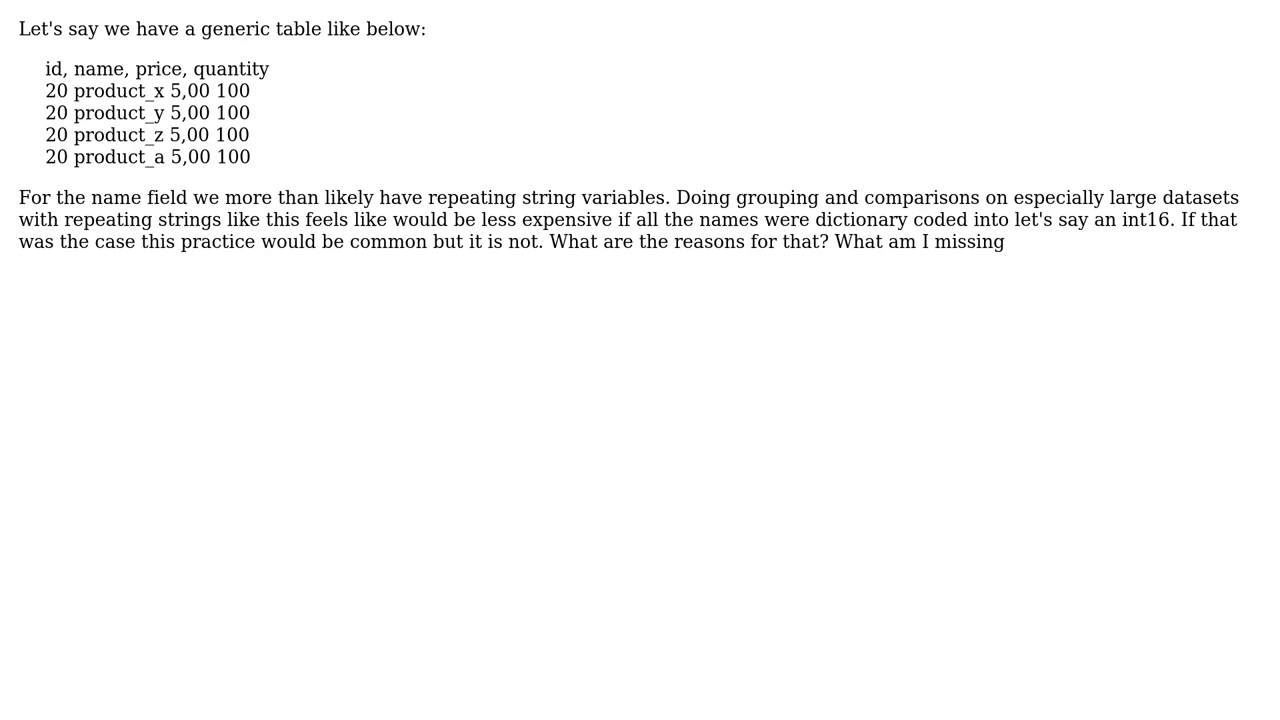 Let's say we have a generic table like below:
id, name, price, quantity
20 product_x 5,00 100
20 product_y 5,00 100
20 product_z 5,00 100
20 product_a 5,00 100
For the name field we more than likely have repeating string variables. Doing grouping and comparisons on especially large datasets
with repeating strings like this feels like would be less expensive if all the names were dictionary coded into let's say an int16. If that
was the case this practice would be common but it is not. What are the reasons for that? What am I missing